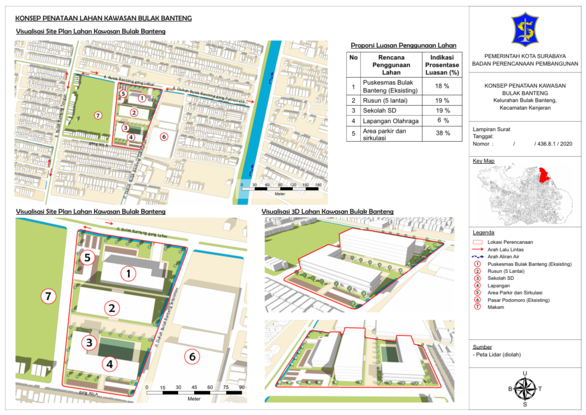 KONSEP PENATAAN LAHAN KAWASAN BULAK BANTENG
Visualisasi Site Plan Lahan Kawasan Bulak Banteng
5
1
2
7
3
4
6
0 30 60 90 120 150 180
Meter
Proporsi Luasan Penggunaan Lahan
No Rencana Penggunaan Lahan Indikasi Prosentase Luasan (%)
1 Puskesmas Bulak Banteng (Eksisting) 18 %
2 Rusun (5 lantai) 19 %
3 Sekolah SD 19 %
4 Lapangan Olahraga 6 %
5 Area parkir dan sirkulasi 38 %
Visualisasi Site Plan Lahan Kawasan Bulak Banteng
5
1
2
7
3
4
6
0 15 30 45 60 75 90
Meter
Visualisasi 3D Lahan Kawasan Bulak Banteng
PEMERINTAH KOTA SURABAYA
BADAN PERENCANAAN PEMBANGUNAN
KONSEP PENATAAN KAWASAN
BULAK BANTENG
Kelurahan Bulak Banteng,
Kecamatan Kenjeran
Lampiran Surat
Tanggal:
Nomor : / / 436.8.1 / 2020
Key Map
Legenda
Lokasi Perencanaan
Arah Lalu Lintas
Arah Aliran Air
1 Puskesmas Bulak Banteng (Eksisting)
2 Rusun (5 Lantai)
3 Sekolah SD
4 Lapangan
5 Area Parkir dan Sirkulasi
6 Pasar Podomoro (Eksisting)
7 Makam
Sumber
- Peta Lidar (diolah)
U
B T
S